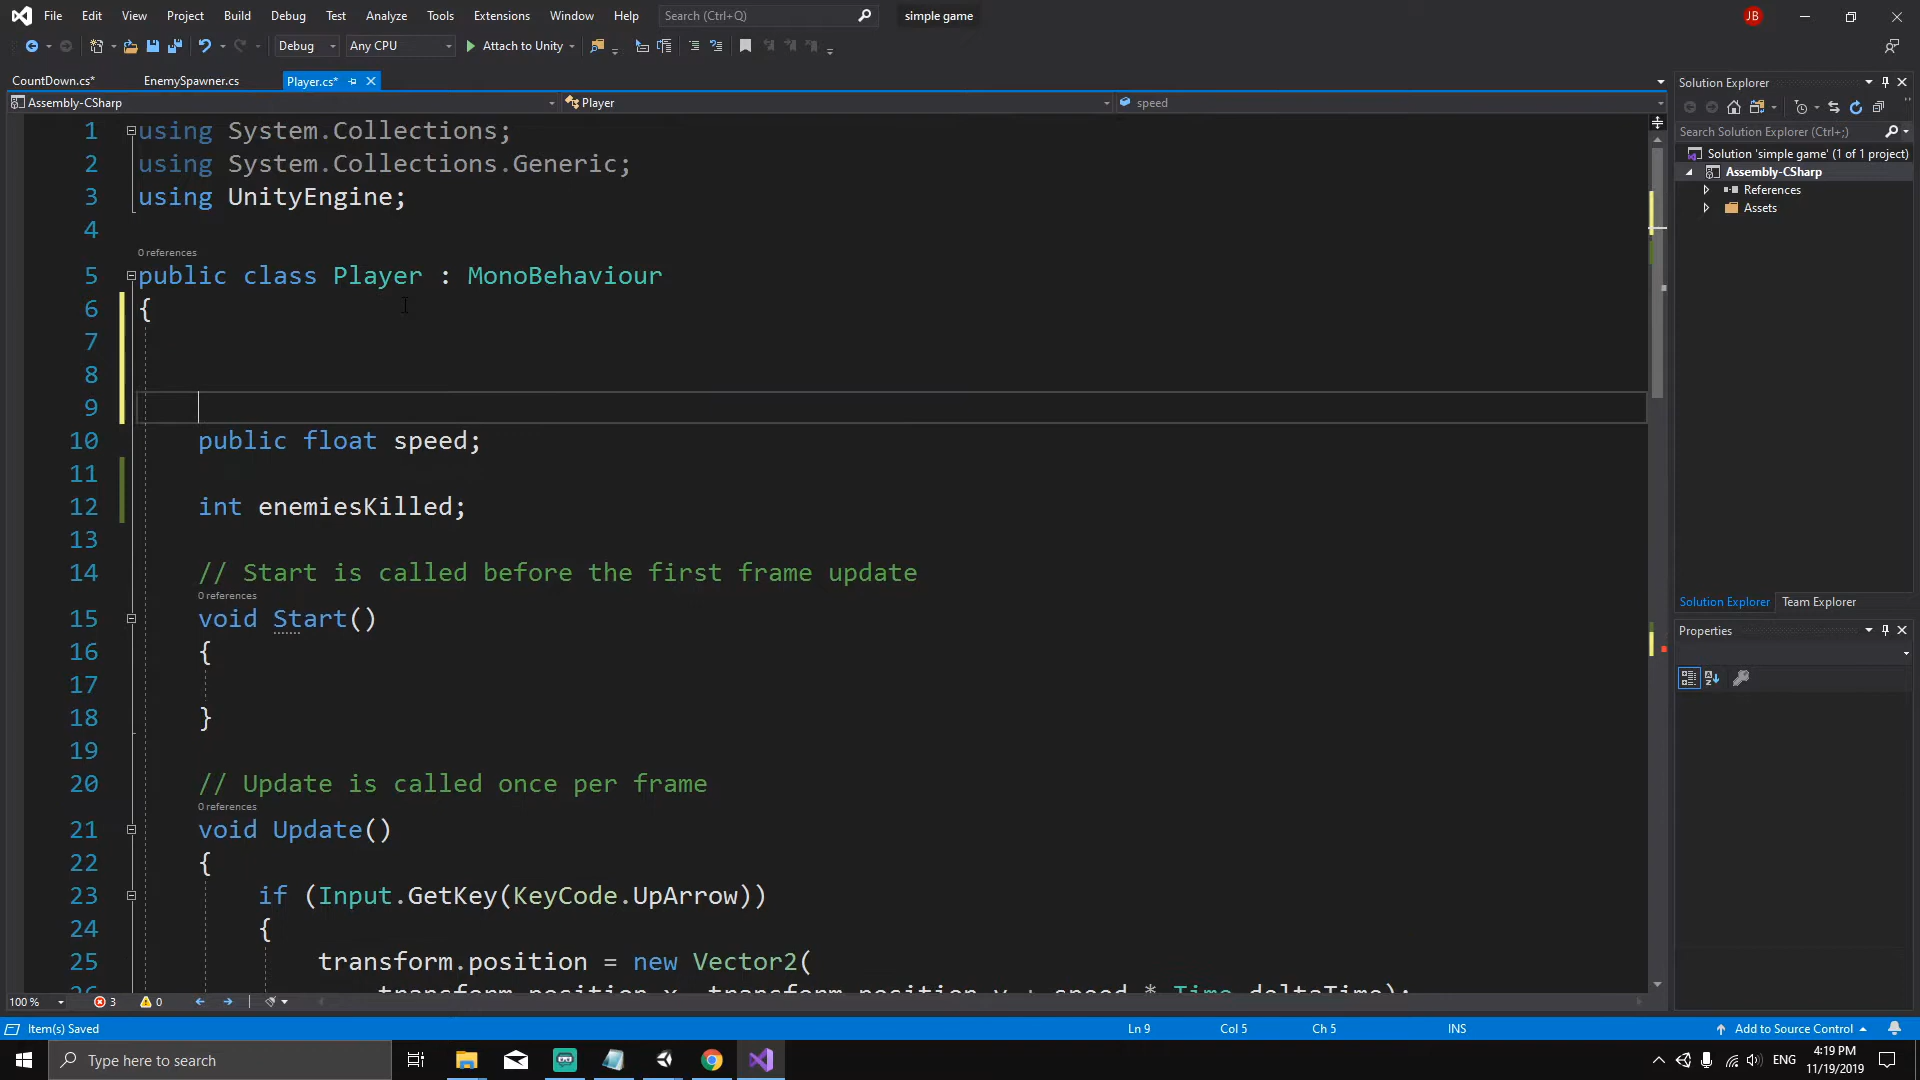 File Edit View Project Build Debug Test Analyze Tools Extensions Window Help Search (Ctrl+Q) simple game JB
Debug Any CPU Attach to Unity
CountDown.cs* EnemySpawner.cs Player.cs*
Assembly-CSharp Player speed
1 using System.Collections;
2 using System.Collections.Generic;
3 using UnityEngine;
4
0 references
5 public class Player : MonoBehaviour
6 {
7
8
9
10 public float speed;
11
12 int enemiesKilled;
13
14 // Start is called before the first frame update
0 references
15 void Start()
16 {
17
18 }
19
20 // Update is called once per frame
0 references
21 void Update()
22 {
23 if (Input.GetKey(KeyCode.UpArrow))
24 {
25 transform.position = new Vector2(
26 transform.position.x, transform.position.y + speed * Time.deltaTime);
100 % 3 0
Solution Explorer
Search Solution Explorer (Ctrl+;)
Solution 'simple game' (1 of 1 project)
Assembly-CSharp
References
Assets
Solution Explorer Team Explorer
Properties
Item(s) Saved Ln 9 Col 5 Ch 5 INS Add to Source Control
Type here to search ENG 4:19 PM
11/19/2019